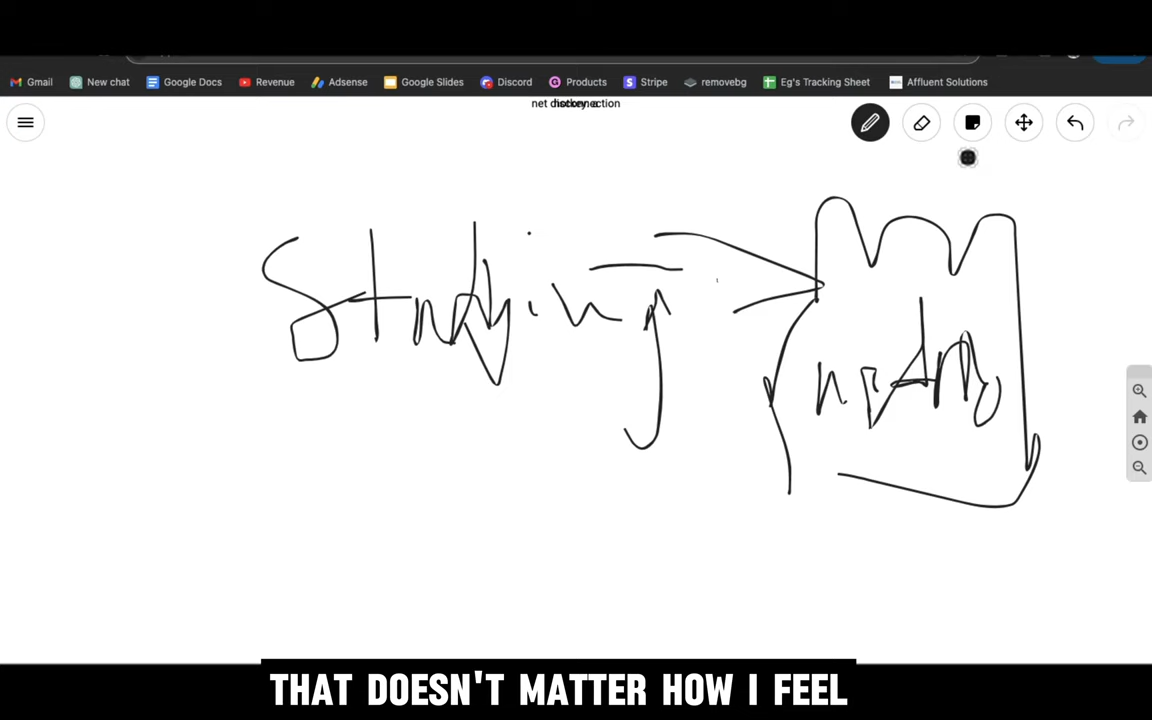 Gmail New chat Google Docs Revenue Adsense Google Slides Discord Products Stripe removebg Eg's Tracking Sheet Affluent Solutions
Studying
THAT DOESN'T MATTER HOW I FEEL